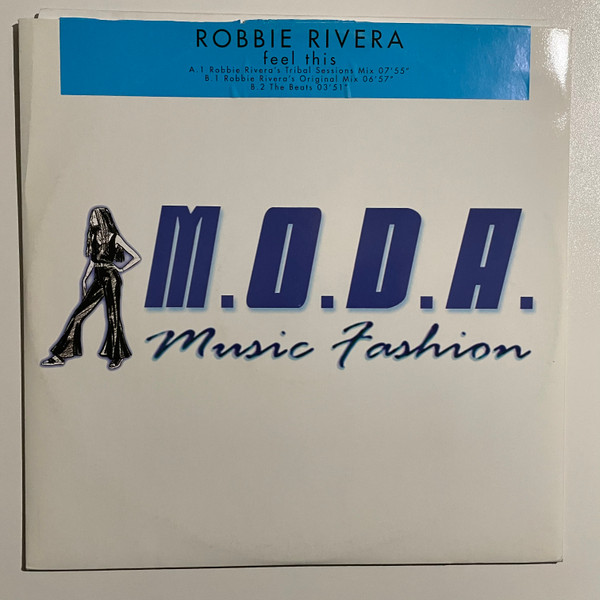 ROBBIE RIVERA
feel this
A.1 Robbie Rivera's Tribal Sessions Mix 07'55"
B.1 Robbie Rivera's Original Mix 06'57"
B.2 The Beats 03'51"
M.O.D.A.
Music Fashion